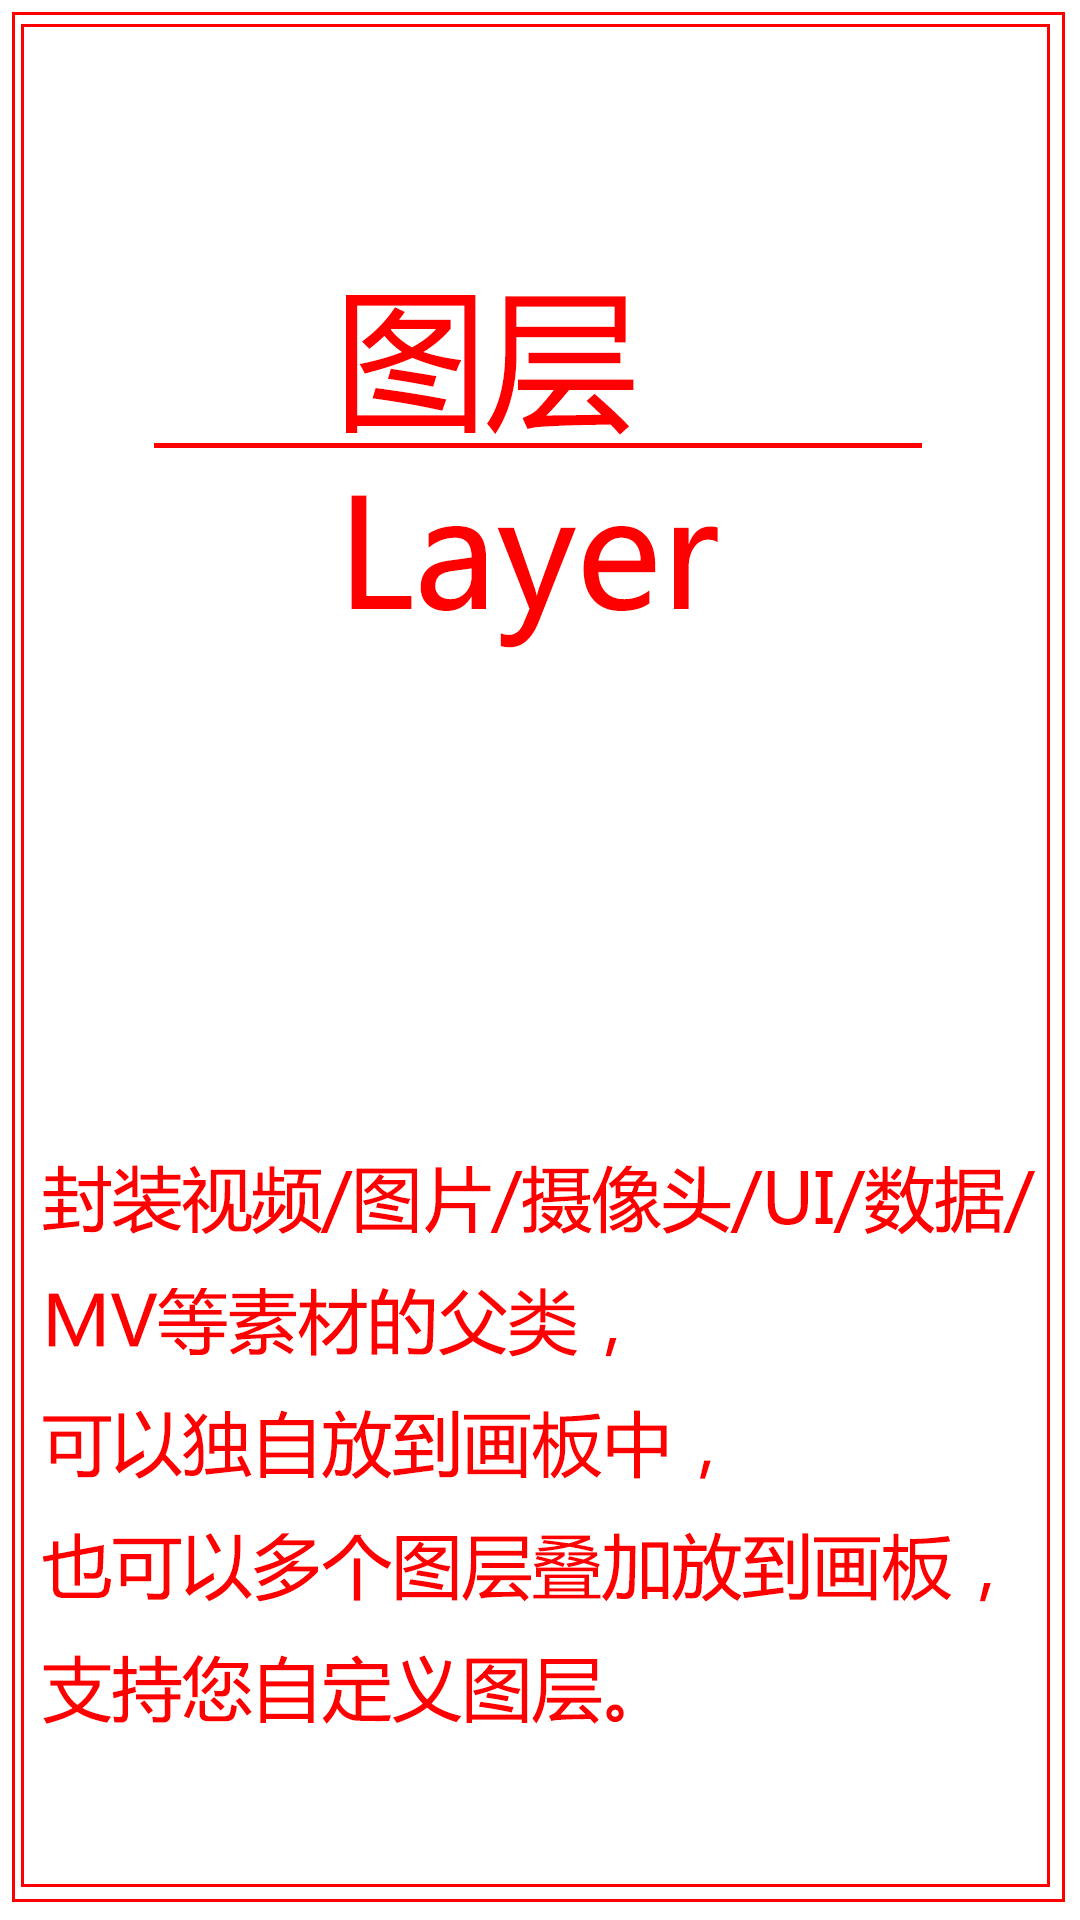 图层
Layer
封装视频/图片/摄像头/UI/数据/
MV等素材的父类，
可以独自放到画板中，
也可以多个图层叠加放到画板，
支持您自定义图层。